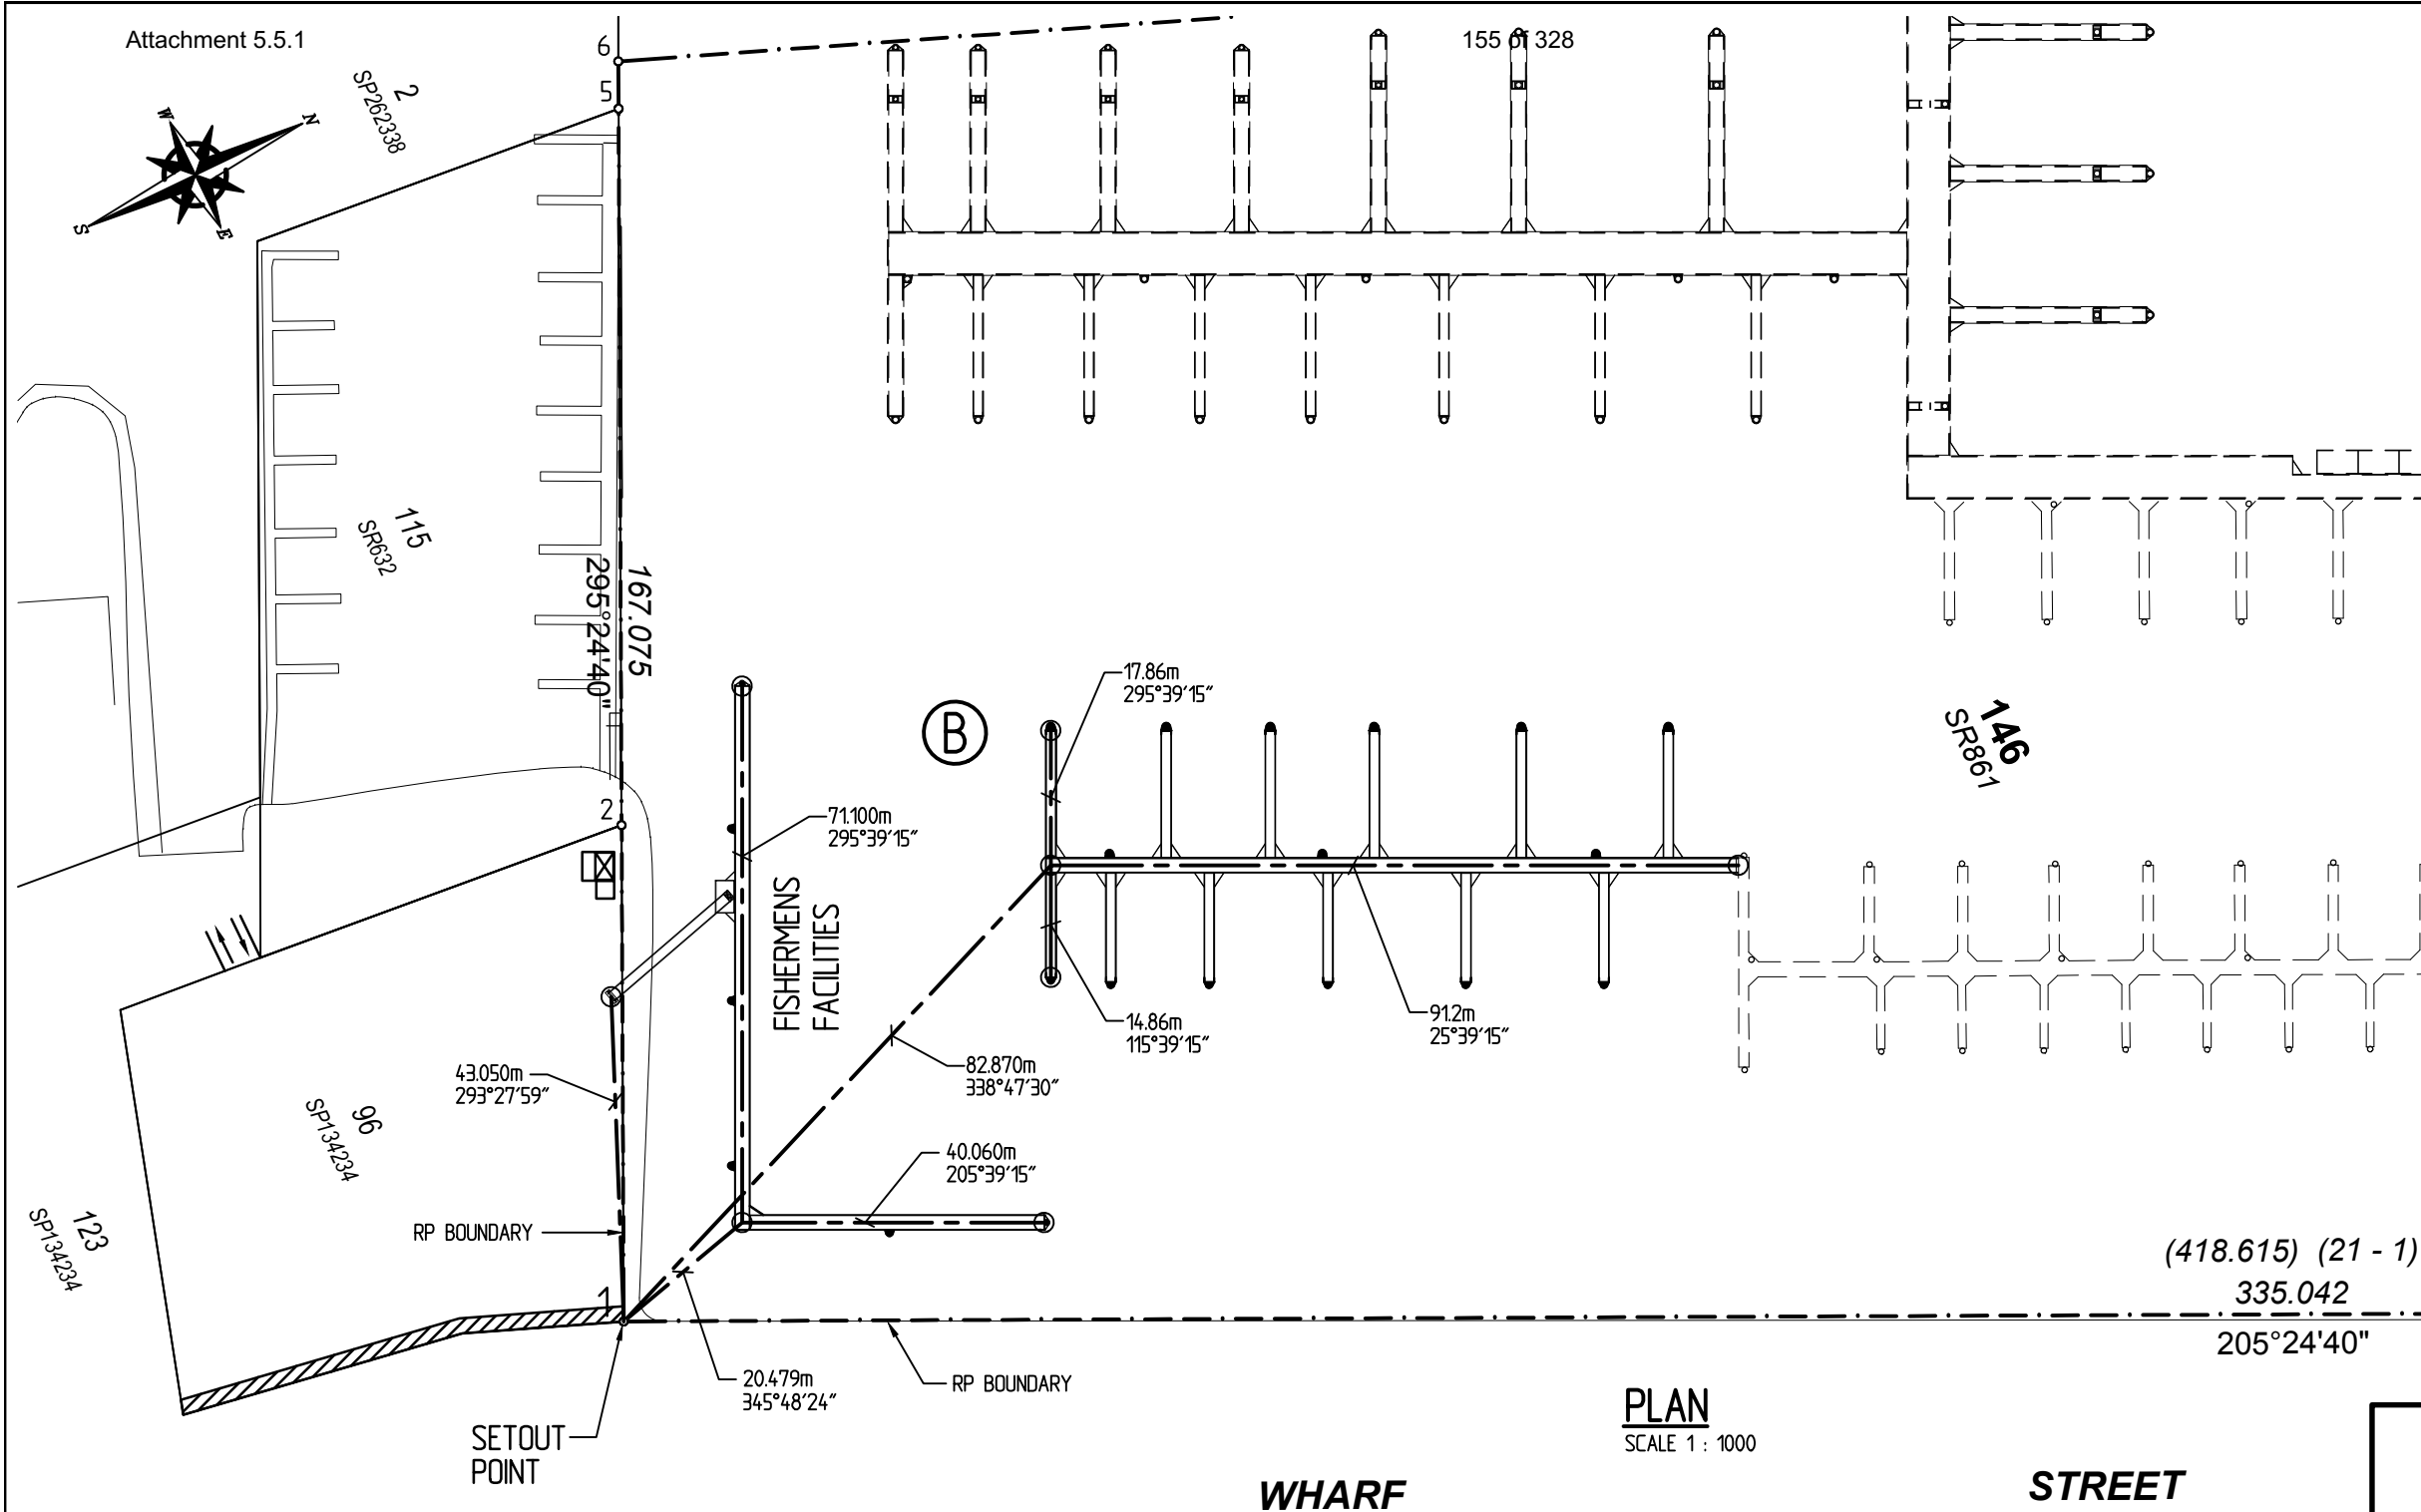 Attachment 5.5.1
155 of 328
6
5
2
SP262338
W
N
S
E
115
SR632
167.075
295°24'40"
17.86m
295°39'15"
B
146
SR861
2
71.100m
295°39'15"
FISHERMENS
FACILITIES
14.86m
115°39'15"
91.2m
25°39'15"
82.870m
338°47'30"
43.050m
293°27'59"
96
SP134234
40.060m
205°39'15"
123
SP134234
RP BOUNDARY
(418.615) (21 - 1)
335.042
205°24'40"
1
20.479m
345°48'24"
RP BOUNDARY
SETOUT
POINT
PLAN
SCALE 1 : 1000
WHARF STREET